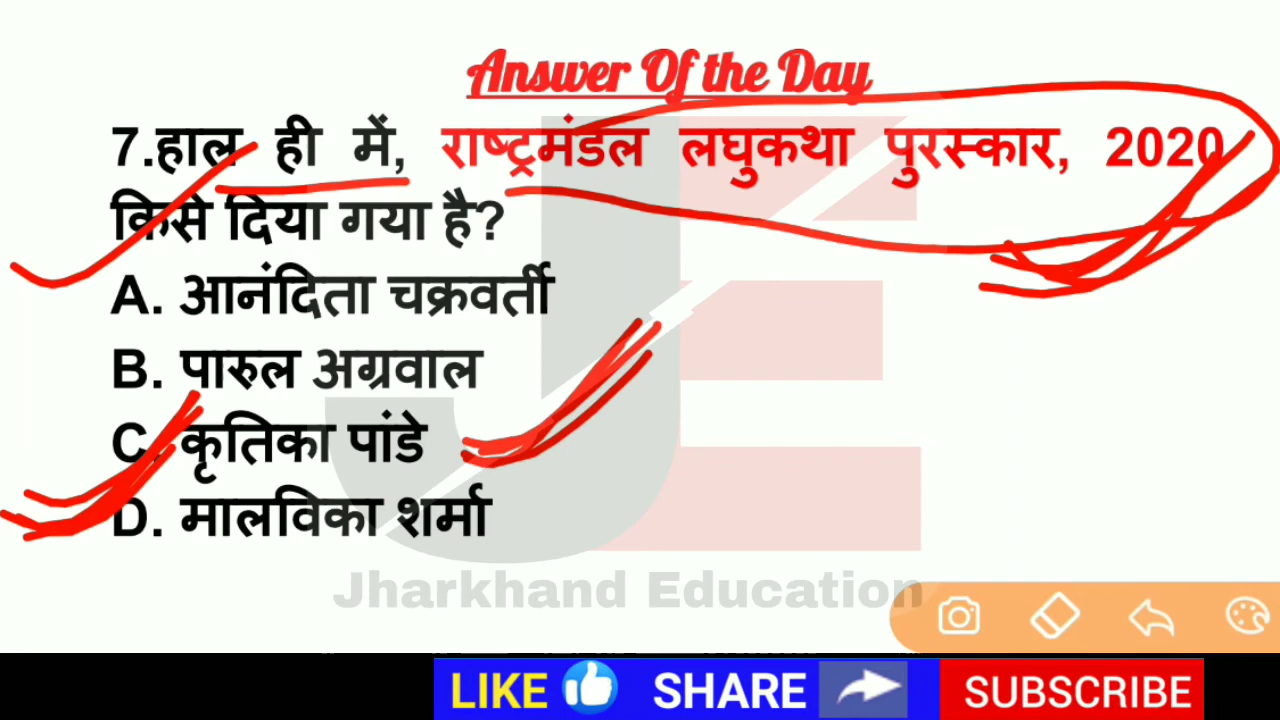 Answer Of the Day
7.हाल ही में, राष्ट्रमंडल लघुकथा पुरस्कार, 2020
किसे दिया गया है?
A. आनंदिता चक्रवर्ती
B. पारुल अग्रवाल
C. कृतिका पांडे
D. मालविका शर्मा
Jharkhand Education
LIKE SHARE SUBSCRIBE